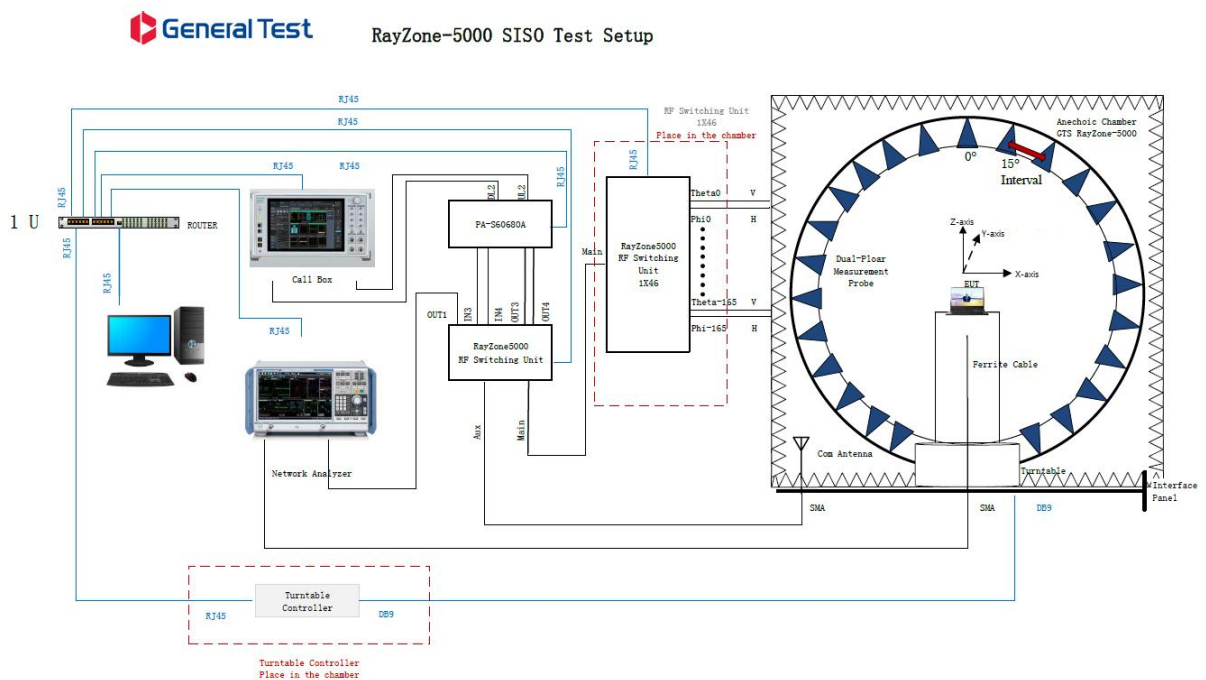 General Test
RayZone-5000 SISO Test Setup
RJ45
RF Switching Unit
1X46
Place in the chamber
Anechoic Chamber
GTS RayZone-5000
RJ45
RJ45
RJ45
RJ45
RJ45
RJ45
0°
15°
Interval
1 U
ROUTER
DL2
UL2
PA-S60680A
Theta0 V
Phi0 H
Main
RayZone5000
RF Switching
Unit
1X46
Z-axis
Y-axis
X-axis
EUT
Dual-Ploar
Measurement
Probe
RJ45
RJ45
Call Box
Theta-165 V
Phi-165 H
OUT1
IN3
IN4
OUT3
OUT4
RJ45
RayZone5000
RF Switching Unit
Ferrite Cable
Aux
Main
Com Antenna
Network Analyzer
Turntable
Interface
Panel
SMA
SMA
DB9
Turntable
Controller
RJ45
DB9
Turntable Controller
Place in the chamber